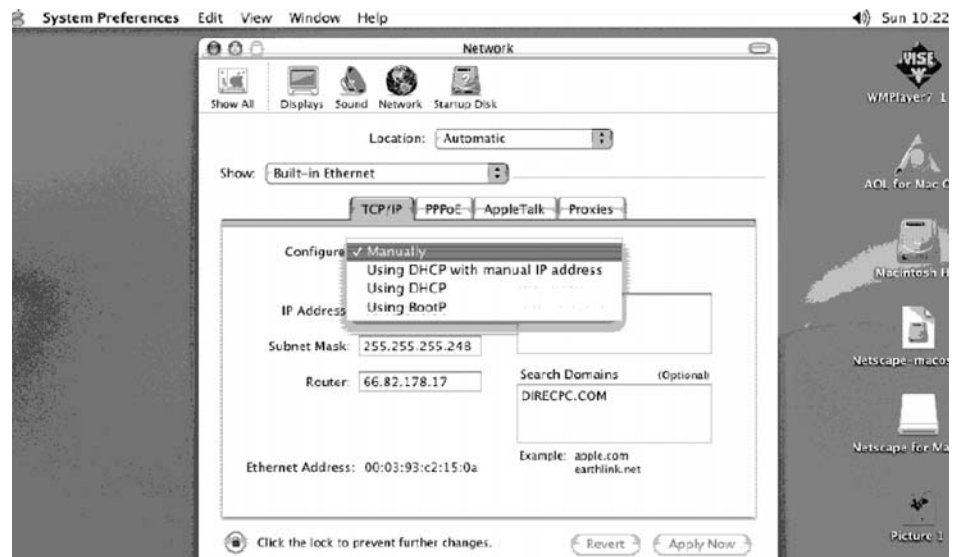 System Preferences Edit View Window Help
Sun 10:22
Network
Show All Displays Sound Network Startup Disk
Location: Automatic
Show: Built-in Ethernet
TCP/IP PPPoE AppleTalk Proxies
Configure ✓ Manually
Using DHCP with manual IP address
Using DHCP
Using BootP
IP Address
Subnet Mask: 255.255.255.248
Router: 66.82.178.17
Search Domains (Optional)
DIRECPC.COM
Example: apple.com
earthlink.net
Ethernet Address: 00:03:93:c2:15:0a
Click the lock to prevent further changes.
Revert Apply Now
VISE
WMPlayer7 1
AOL for Mac
Macintosh H
Netscape-macos
Netscape for Ma
Picture 1